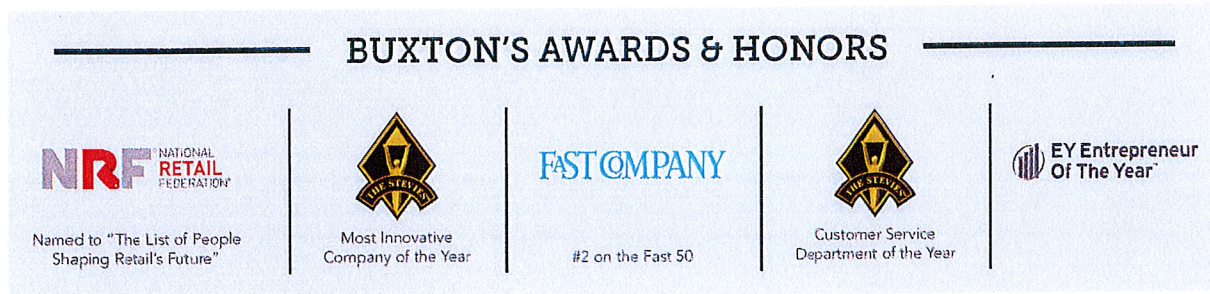 BUXTON'S AWARDS & HONORS
NRF NATIONAL
RETAIL
FEDERATION®
Named to "The List of People
Shaping Retail's Future"
THE STEVIES
Most Innovative
Company of the Year
FAST COMPANY
#2 on the Fast 50
THE STEVIES
Customer Service
Department of the Year
EY Entrepreneur
Of The Year™